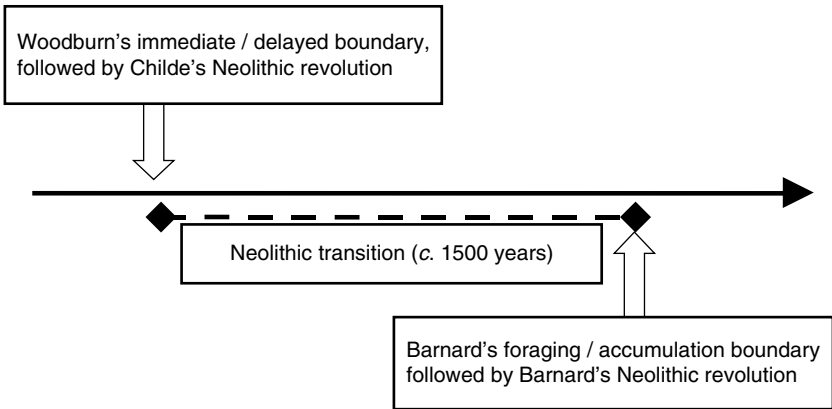 Woodburn’s immediate / delayed boundary,
followed by Childe’s Neolithic revolution
Neolithic transition (c. 1500 years)
Barnard’s foraging / accumulation boundary
followed by Barnard’s Neolithic revolution